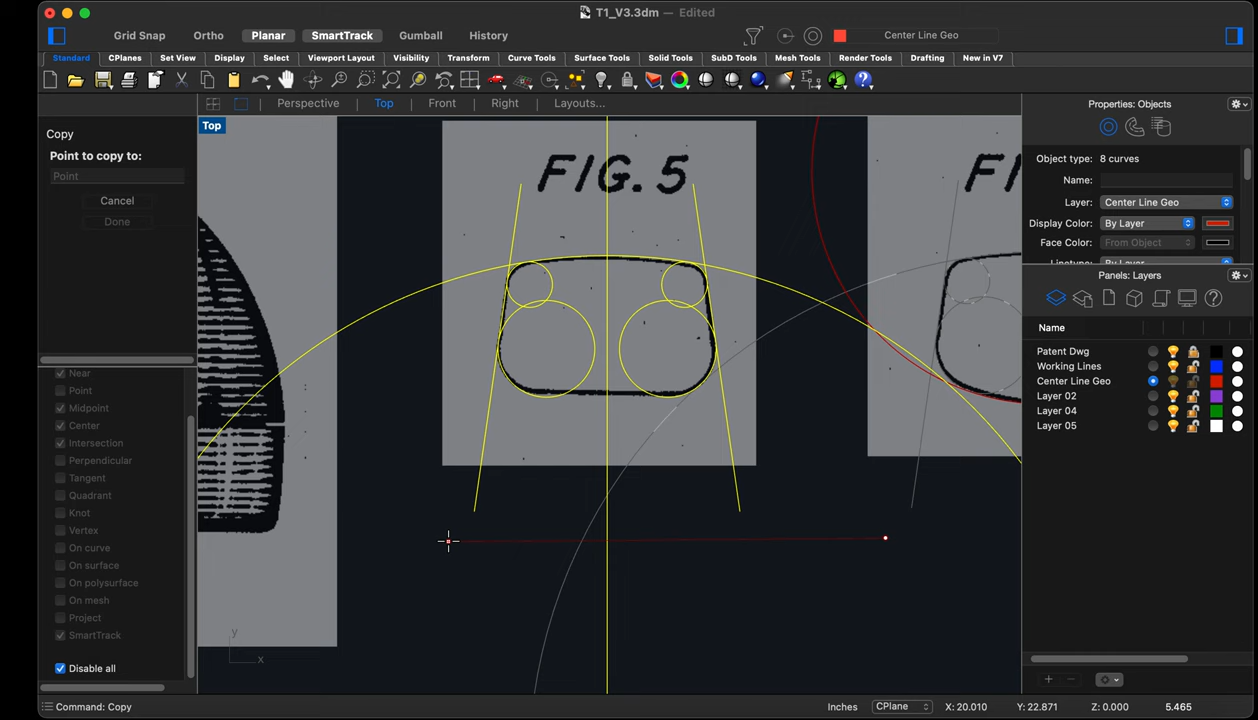 T1_V3.3dm — Edited
Grid Snap Ortho Planar SmartTrack Gumball History Center Line Geo
Standard CPlanes Set View Display Select Viewport Layout Visibility Transform Curve Tools Surface Tools Solid Tools SubD Tools Mesh Tools Render Tools Drafting New in V7
Perspective Top Front Right Layouts...
Copy
Point to copy to:
Point
Cancel
Done
Near
Point
Midpoint
Center
Intersection
Perpendicular
Tangent
Quadrant
Knot
Vertex
On curve
On surface
On polysurface
On mesh
Project
SmartTrack
Disable all
Top
FIG. 5
y
x
Properties: Objects
Object type: 8 curves
Name:
Layer: Center Line Geo
Display Color: By Layer
Face Color: From Object
Panels: Layers
Name
Patent Dwg
Working Lines
Center Line Geo
Layer 02
Layer 04
Layer 05
Command: Copy Inches CPlane X: 20.010 Y: 22.871 Z: 0.000 5.465